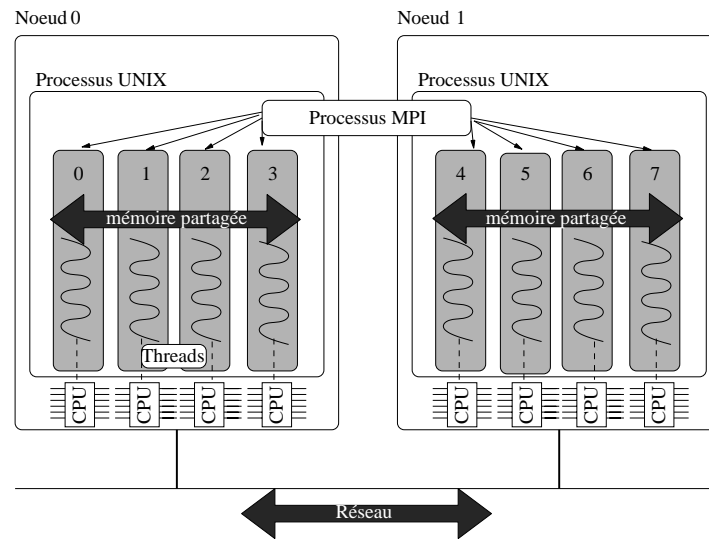 Noeud 0
Noeud 1
Processus UNIX
Processus UNIX
Processus MPI
0 1 2 3
4 5 6 7
mémoire partagée
mémoire partagée
Threads
CPU CPU CPU CPU
CPU CPU CPU CPU
Réseau